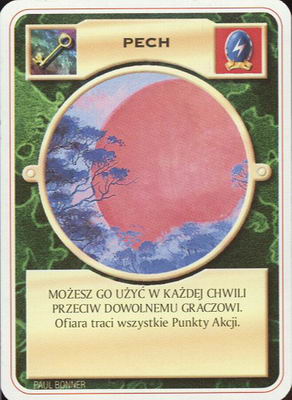 PECH
MOŻESZ GO UŻYĆ W KAŻDEJ CHWILI
PRZECIW DOWOLNEMU GRACZOWI.
Ofiara traci wszystkie Punkty Akcji.
PAUL BONNER